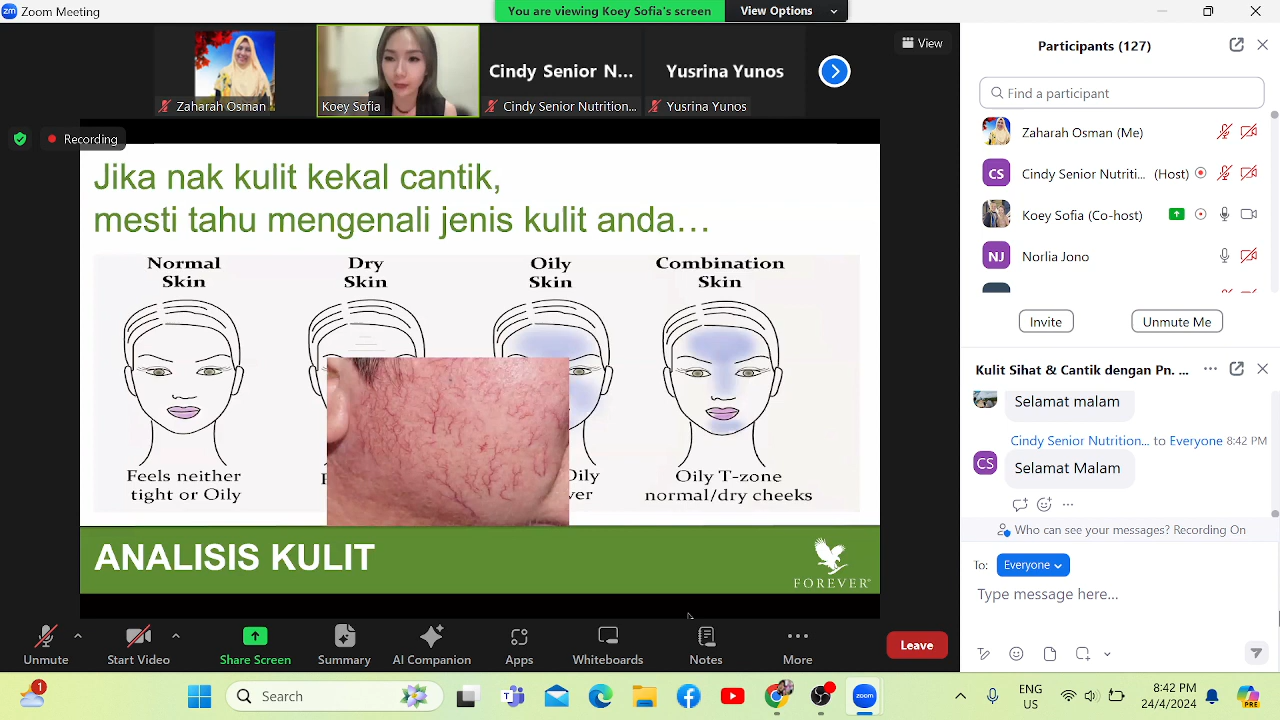 Zoom
You are viewing Koey Sofia's screen
View Options
Zaharah Osman
Koey Sofia
Cindy Senior N...
Cindy Senior Nutrition...
Yusrina Yunos
Yusrina Yunos
View
Recording
Jika nak kulit kekal cantik,
mesti tahu mengenali jenis kulit anda…
Normal
Skin
Feels neither
tight or Oily
Dry
Skin
Oily
Skin
Combination
Skin
Oily T-zone
normal/dry cheeks
ANALISIS KULIT
FOREVER
Participants (127)
Find a participant
Zaharah Osman (Me)
CS
Cindy Senior Nutrition... (Host)
Koey Sofia (Co-host)
NJ
Norela Jano
Invite
Unmute Me
Kulit Sihat & Cantik dengan Pn. ...
Selamat malam
Cindy Senior Nutrition... to Everyone 8:42 PM
CS
Selamat Malam
Who can see your messages? Recording On
To:
Everyone
Type message here...
Unmute
Start Video
Share Screen
Summary
AI Companion
Apps
Whiteboards
Notes
More
Leave
1
Search
zoom
ENG
US
8:42 PM
24/4/2024
PRE